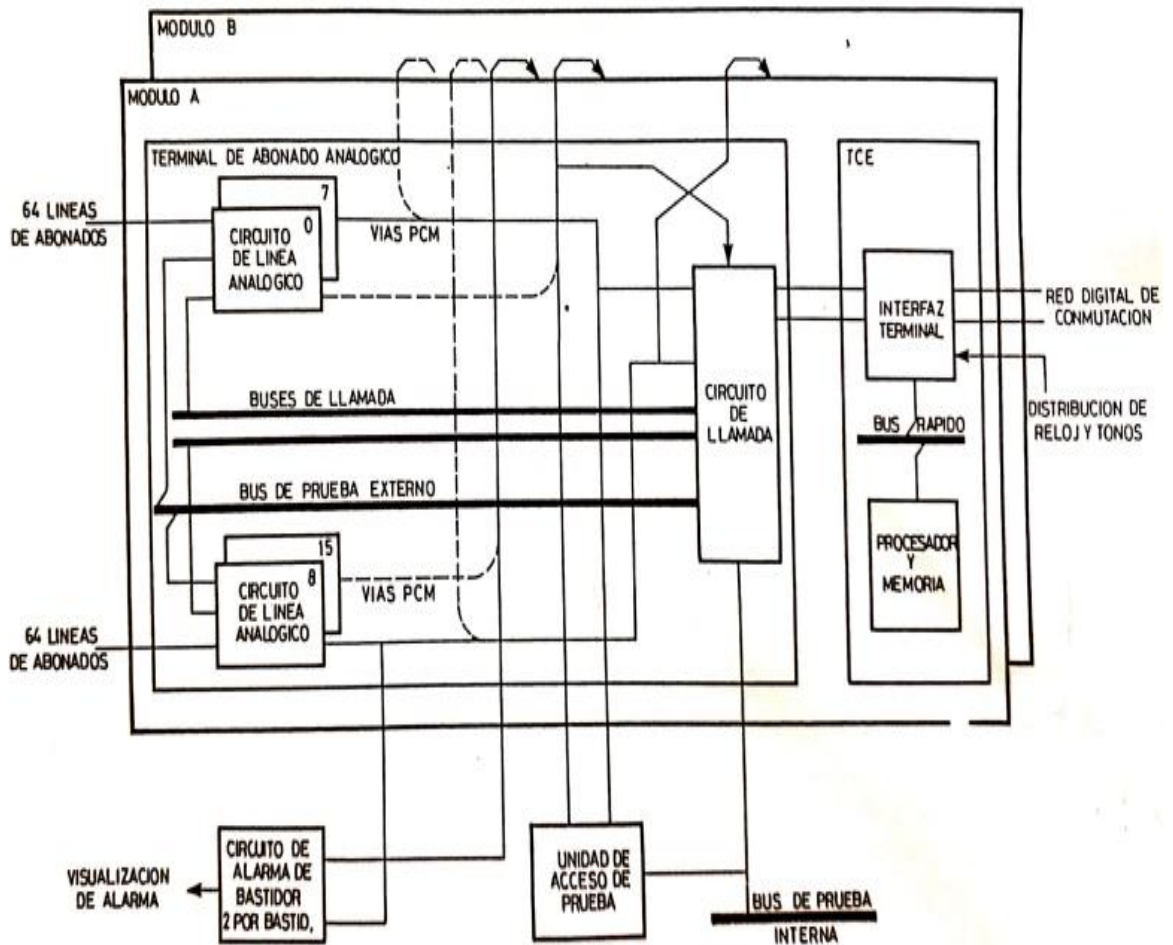 MODULO B
MODULO A
TERMINAL DE ABONADO ANALOGICO
TCE
64 LINEAS
DE ABONADOS
7
0
CIRCUITO
DE LINEA
ANALOGICO
VIAS PCM
INTERFAZ
TERMINAL
RED DIGITAL DE
CONMUTACION
BUSES DE LLAMADA
CIRCUITO
DE
LLAMADA
DISTRIBUCION DE
RELOJ Y TONOS
BUS RAPIDO
BUS DE PRUEBA EXTERNO
PROCESADOR
Y
MEMORIA
15
8
CIRCUITO
DE LINEA
ANALOGICO
VIAS PCM
64 LINEAS
DE ABONADOS
CIRCUITO DE
ALARMA DE
BASTIDOR
2 POR BASTID,
VISUALIZACION
DE ALARMA
UNIDAD DE
ACCESO DE
PRUEBA
BUS DE PRUEBA
INTERNA